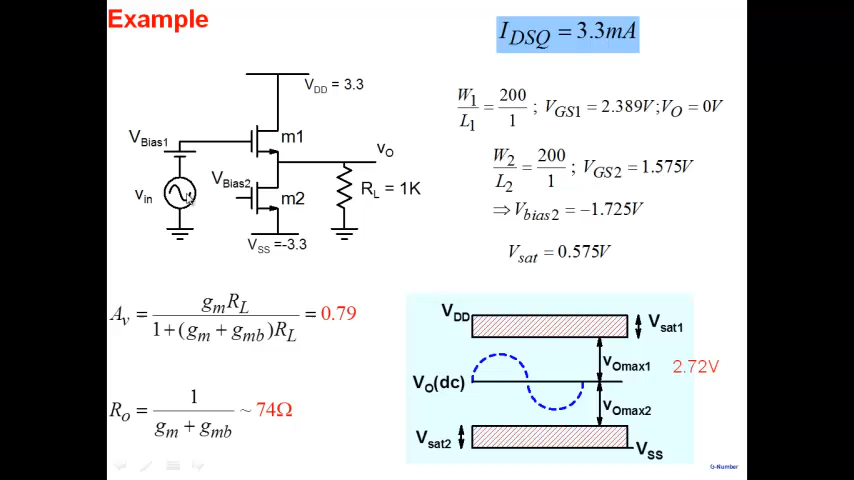 Example
I_DSQ = 3.3mA
V_DD = 3.3
W_1/L_1 = 200/1 ; V_GS1 = 2.389V ; V_O = 0V
m1
V_Bias1
v_O
V_Bias2
W_2/L_2 = 200/1 ; V_GS2 = 1.575V
v_in
m2
R_L = 1K
⇒ V_bias2 = −1.725V
V_SS =-3.3
V_sat = 0.575V
A_v = g_m R_L / 1 + (g_m + g_mb) R_L = 0.79
V_DD
V_sat1
v_Omax1
2.72V
V_O(dc)
v_Omax2
R_o = 1 / g_m + g_mb ~ 74Ω
V_sat2
V_SS